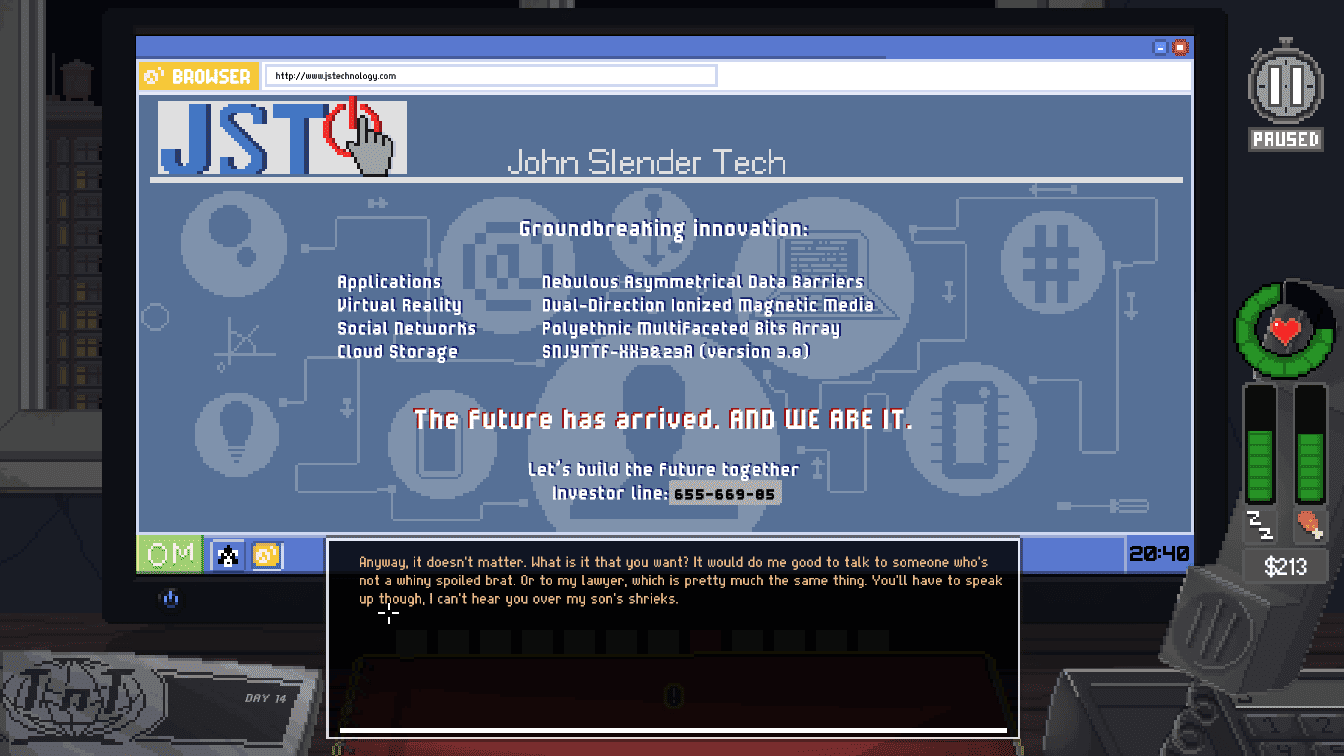 BROWSER
http://www.jstechnology.com
JST
John Slender Tech
Groundbreaking innovation:
Applications
Nebulous Asymmetrical Data Barriers
Virtual Reality
Dual-Direction Ionized Magnetic Media
Social Networks
Polyethnic Multifaceted Bits Array
Cloud Storage
SNJYTTF-XX3&23A (version 3.8)
The future has arrived. AND WE ARE IT.
Let's build the future together
Investor line: 655-669-85
OM
20:40
PAUSED
$213
Anyway, it doesn't matter. What is it that you want? It would do me good to talk to someone who's
not a whiny spoiled brat. Or to my lawyer, which is pretty much the same thing. You'll have to speak
up though, I can't hear you over my son's shrieks.
TnT
DAY 14